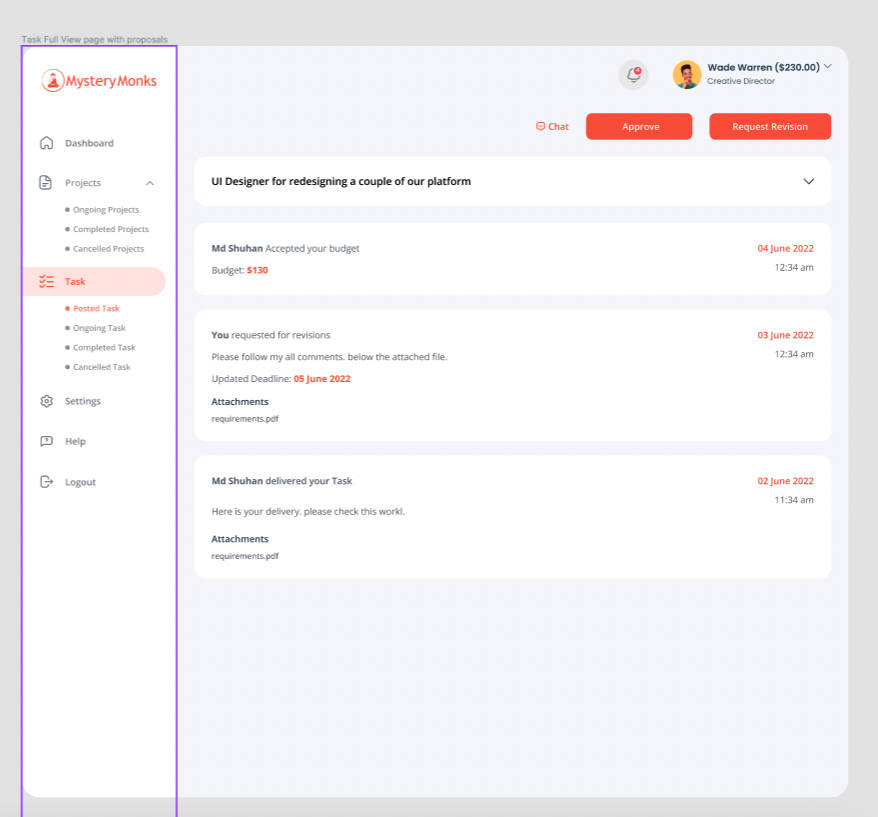 Task Full View page with proposals
MysteryMonks
4
Wade Warren ($230.00)
Creative Director
Chat
Approve
Request Revision
Dashboard
Projects
Ongoing Projects
Completed Projects
Cancelled Projects
Task
Posted Task
Ongoing Task
Completed Task
Cancelled Task
Settings
Help
Logout
UI Designer for redesigning a couple of our platform
Md Shuhan Accepted your budget
04 June 2022
Budget: $130
12:34 am
You requested for revisions
03 June 2022
Please follow my all comments. below the attached file.
12:34 am
Updated Deadline: 05 June 2022
Attachments
requirements.pdf
Md Shuhan delivered your Task
02 June 2022
11:34 am
Here is your delivery. please check this workl.
Attachments
requirements.pdf